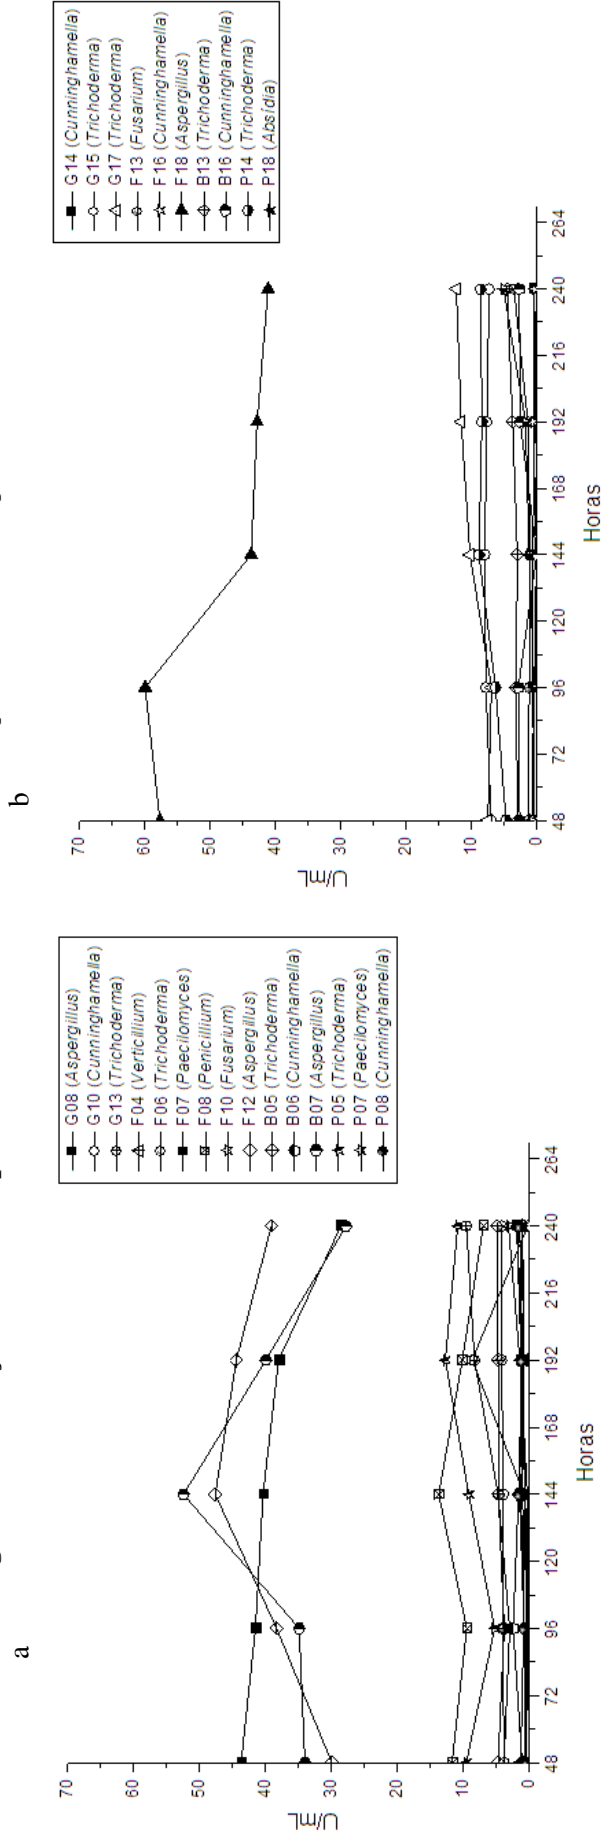 a
70
60
50
40
30
20
10
0
U/mL
48
72
96
120
144
168
192
216
240
264
Horas
G08 (Aspergillus)
G10 (Cunninghamella)
G13 (Trichoderma)
F04 (Verticillium)
F06 (Trichoderma)
F07 (Paecilomyces)
F08 (Penicillium)
F10 (Fusarium)
F12 (Aspergillus)
B05 (Trichoderma)
B06 (Cunninghamella)
B07 (Aspergillus)
P05 (Trichoderma)
P07 (Paecilomyces)
P08 (Cunninghamella)
b
70
60
50
40
30
20
10
0
U/mL
48
72
96
120
144
168
192
216
240
264
Horas
G14 (Cunninghamella)
G15 (Trichoderma)
G17 (Trichoderma)
F13 (Fusarium)
F16 (Cunninghamella)
F18 (Aspergillus)
B13 (Trichoderma)
B16 (Cunninghamella)
P14 (Trichoderma)
P18 (Absidia)